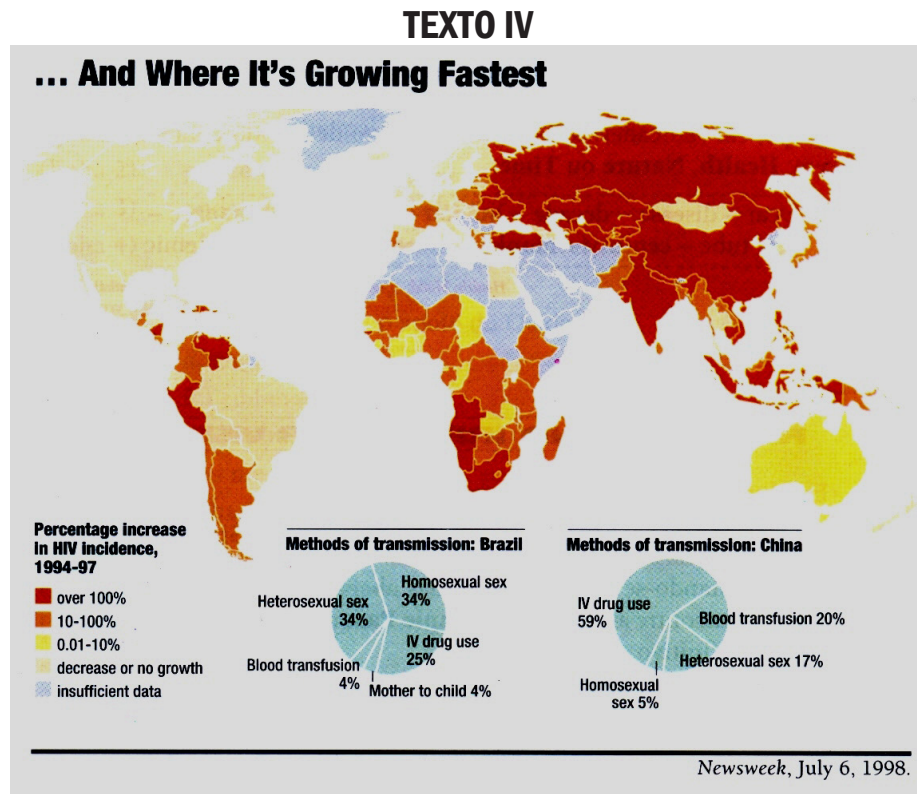 TEXTO IV
... And Where It's Growing Fastest
Percentage increase
in HIV incidence,
1994-97
over 100%
10-100%
0.01-10%
decrease or no growth
insufficient data
Methods of transmission: Brazil
Homosexual sex
34%
Heterosexual sex
34%
IV drug use
25%
Blood transfusion
4%
Mother to child 4%
Methods of transmission: China
IV drug use
59%
Blood transfusion 20%
Heterosexual sex 17%
Homosexual
sex 5%
Newsweek, July 6, 1998.